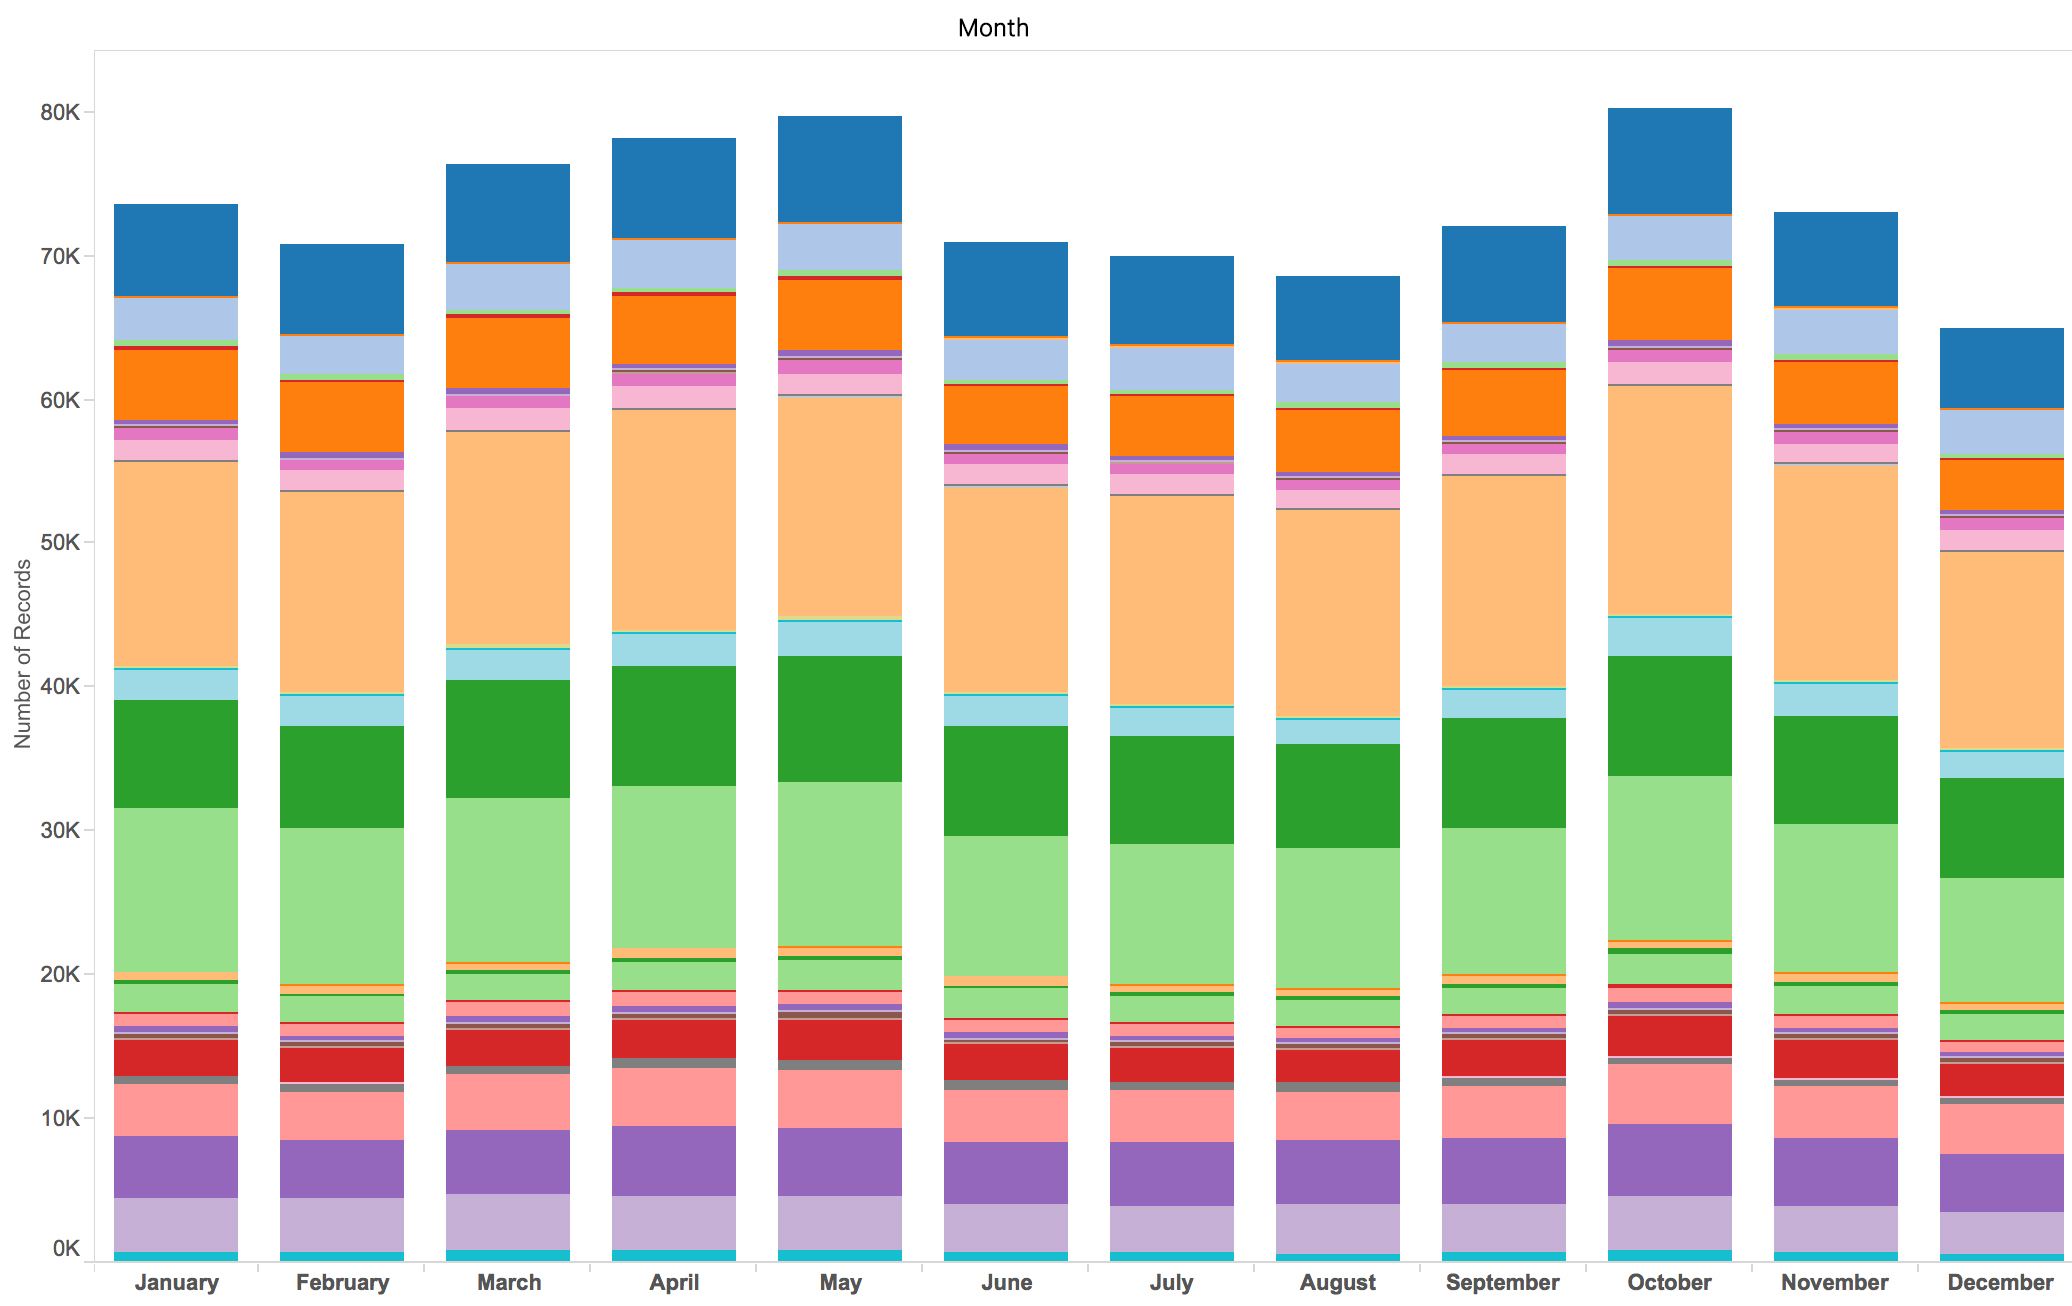 Month
80K
70K
60K
50K
40K
30K
20K
10K
0K
Number of Records
January February March April May June July August September October November December